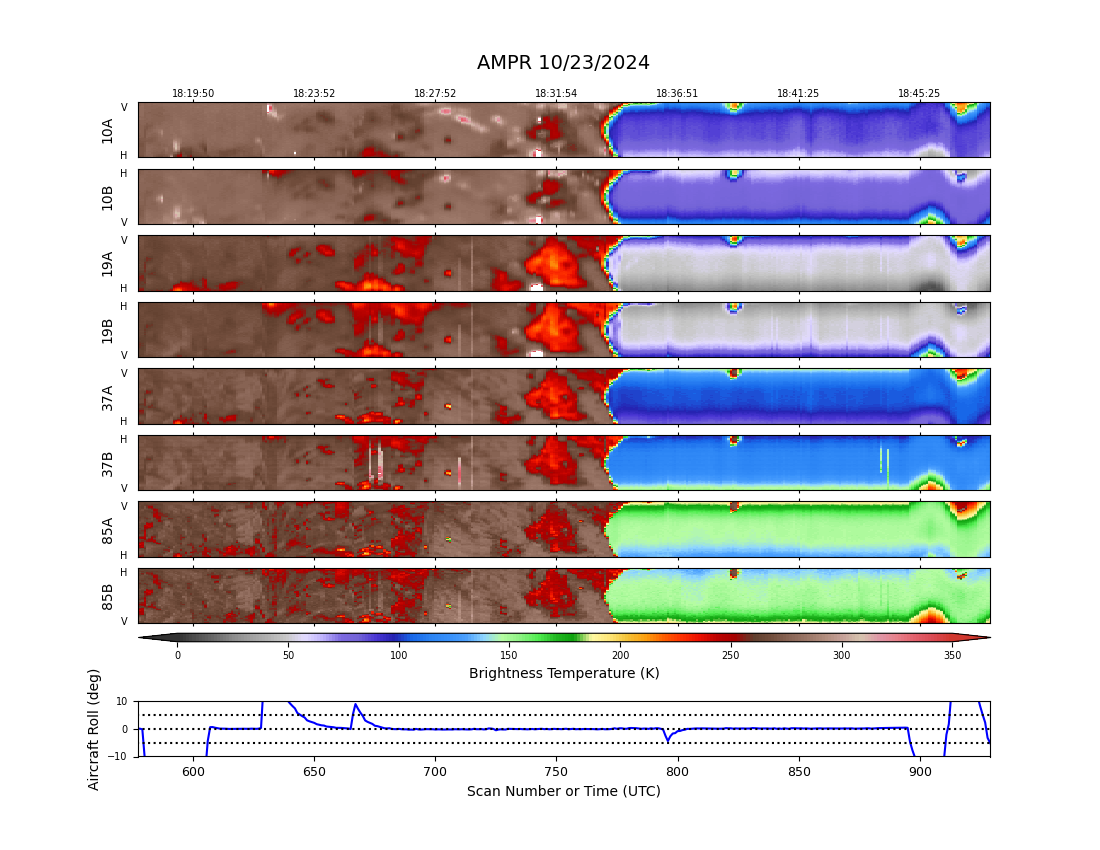 AMPR 10/23/2024
18:19:50 18:23:52 18:27:52 18:31:54 18:36:51 18:41:25 18:45:25
V
10A
H
H
10B
V
V
19A
H
H
19B
V
V
37A
H
H
37B
V
V
85A
H
H
85B
V
0 50 100 150 200 250 300 350
Brightness Temperature (K)
Aircraft Roll (deg)
10
0
−10
600 650 700 750 800 850 900
Scan Number or Time (UTC)